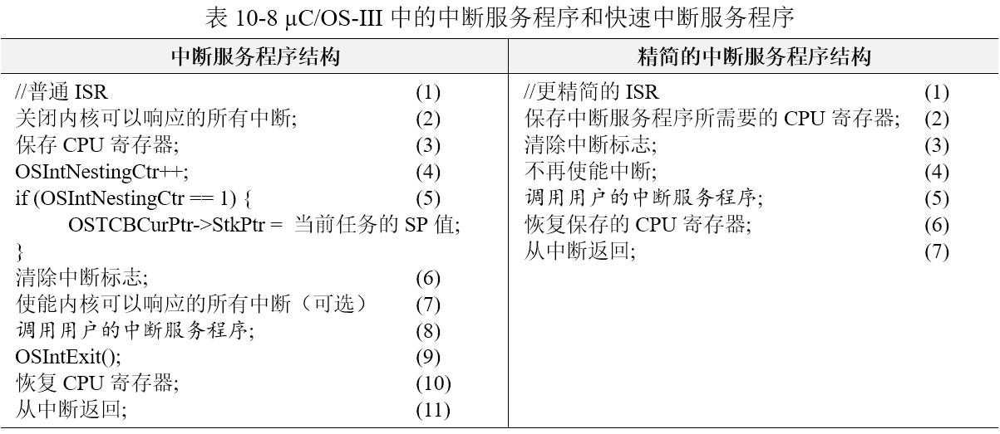 表 10-8 μC/OS-III 中的中断服务程序和快速中断服务程序
中断服务程序结构
//普通 ISR (1)
关闭内核可以响应的所有中断; (2)
保存 CPU 寄存器; (3)
OSIntNestingCtr++; (4)
if (OSIntNestingCtr == 1) { (5)
OSTCBCurPtr->StkPtr = 当前任务的 SP 值;
}
清除中断标志; (6)
使能内核可以响应的所有中断（可选） (7)
调用用户的中断服务程序; (8)
OSIntExit(); (9)
恢复 CPU 寄存器; (10)
从中断返回; (11)
精简的中断服务程序结构
//更精简的 ISR (1)
保存中断服务程序所需要的 CPU 寄存器; (2)
清除中断标志; (3)
不再使能中断; (4)
调用用户的中断服务程序; (5)
恢复保存的 CPU 寄存器; (6)
从中断返回; (7)